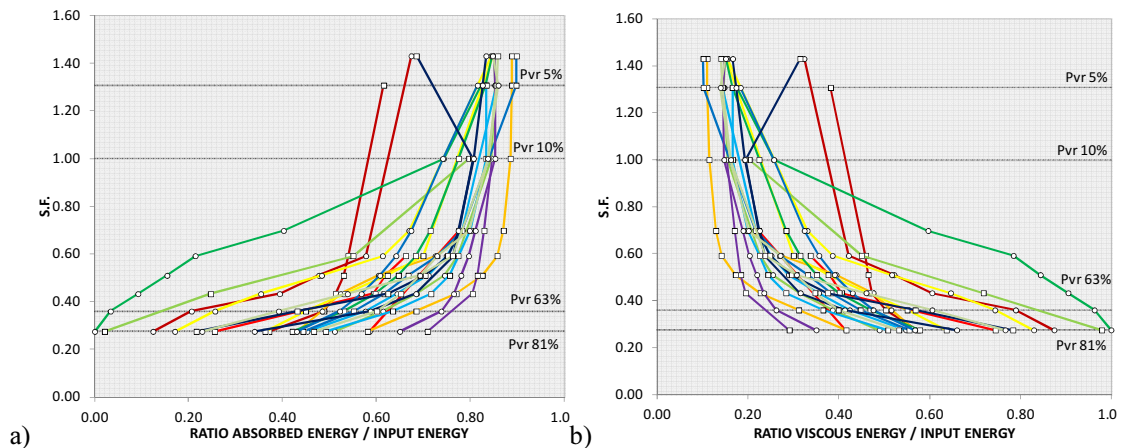 1.60
1.40
1.20
1.00
0.80
0.60
0.40
0.20
0.00
S.F.
Pvr 5%
Pvr 10%
Pvr 63%
Pvr 81%
0.00 0.20 0.40 0.60 0.80 1.0
RATIO ABSORBED ENERGY / INPUT ENERGY
a)
1.60
1.40
1.20
1.00
0.80
0.60
0.40
0.20
0.00
S.F.
Pvr 5%
Pvr 10%
Pvr 63%
Pvr 81%
0.00 0.20 0.40 0.60 0.80 1.0
RATIO VISCOUS ENERGY / INPUT ENERGY
b)